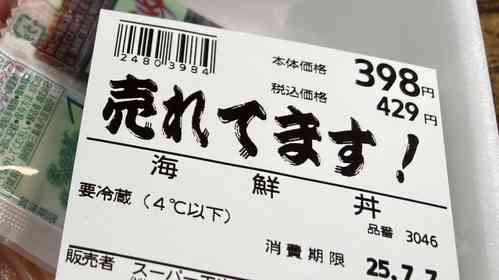 24803984
本体価格 398円
税込価格 429円
売れてます!
海鮮丼
品番 3046
要冷蔵(4℃以下)
消費期限 25.7.7
販売者 スーパー